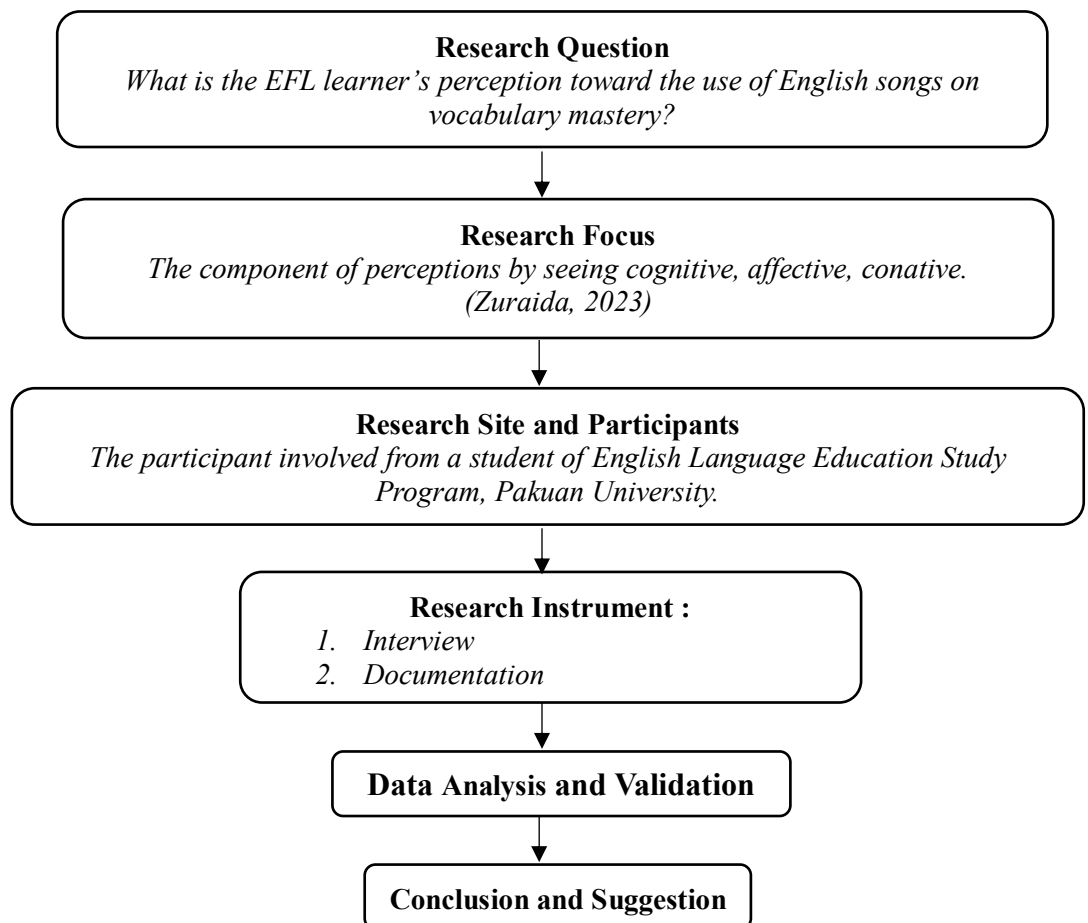 Research Question
What is the EFL learner’s perception toward the use of English songs on
vocabulary mastery?
Research Focus
The component of perceptions by seeing cognitive, affective, conative.
(Zuraida, 2023)
Research Site and Participants
The participant involved from a student of English Language Education Study
Program, Pakuan University.
Research Instrument :
1. Interview
2. Documentation
Data Analysis and Validation
Conclusion and Suggestion